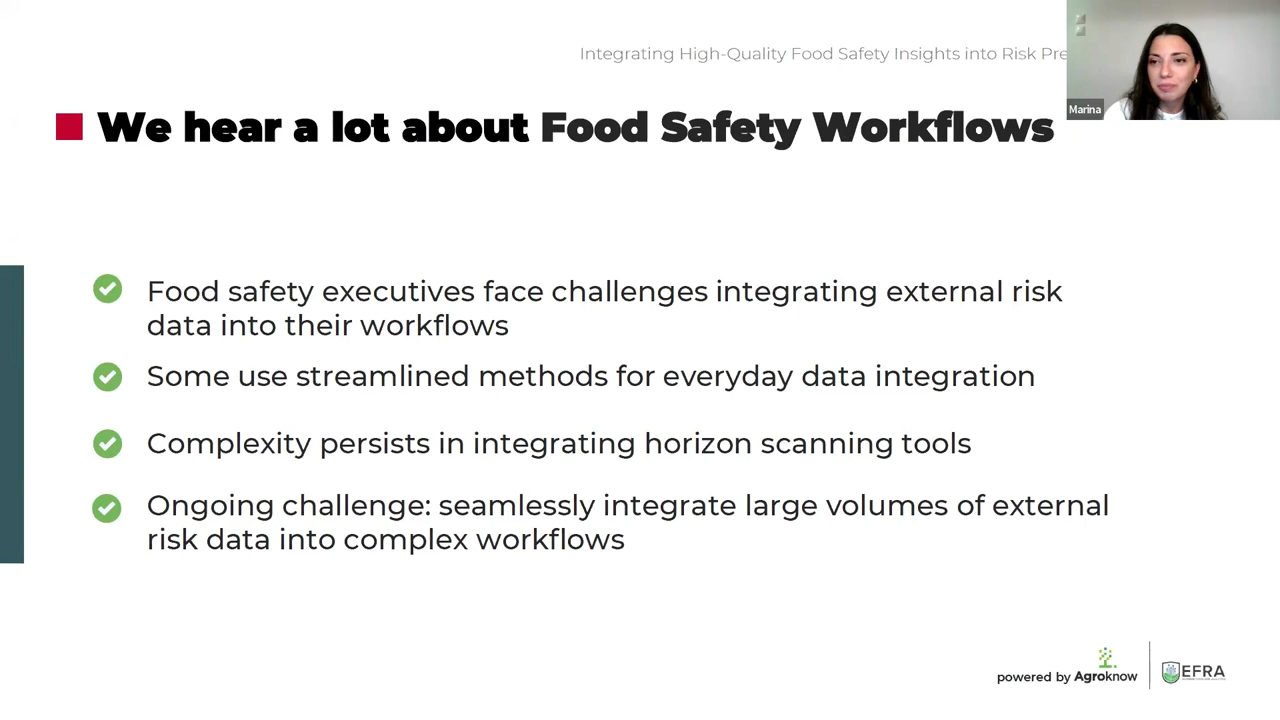 Integrating High-Quality Food Safety Insights into Risk
Marina
We hear a lot about Food Safety Workflows
Food safety executives face challenges integrating external risk
data into their workflows
Some use streamlined methods for everyday data integration
Complexity persists in integrating horizon scanning tools
Ongoing challenge: seamlessly integrate large volumes of external
risk data into complex workflows
powered by Agroknow
EFRA